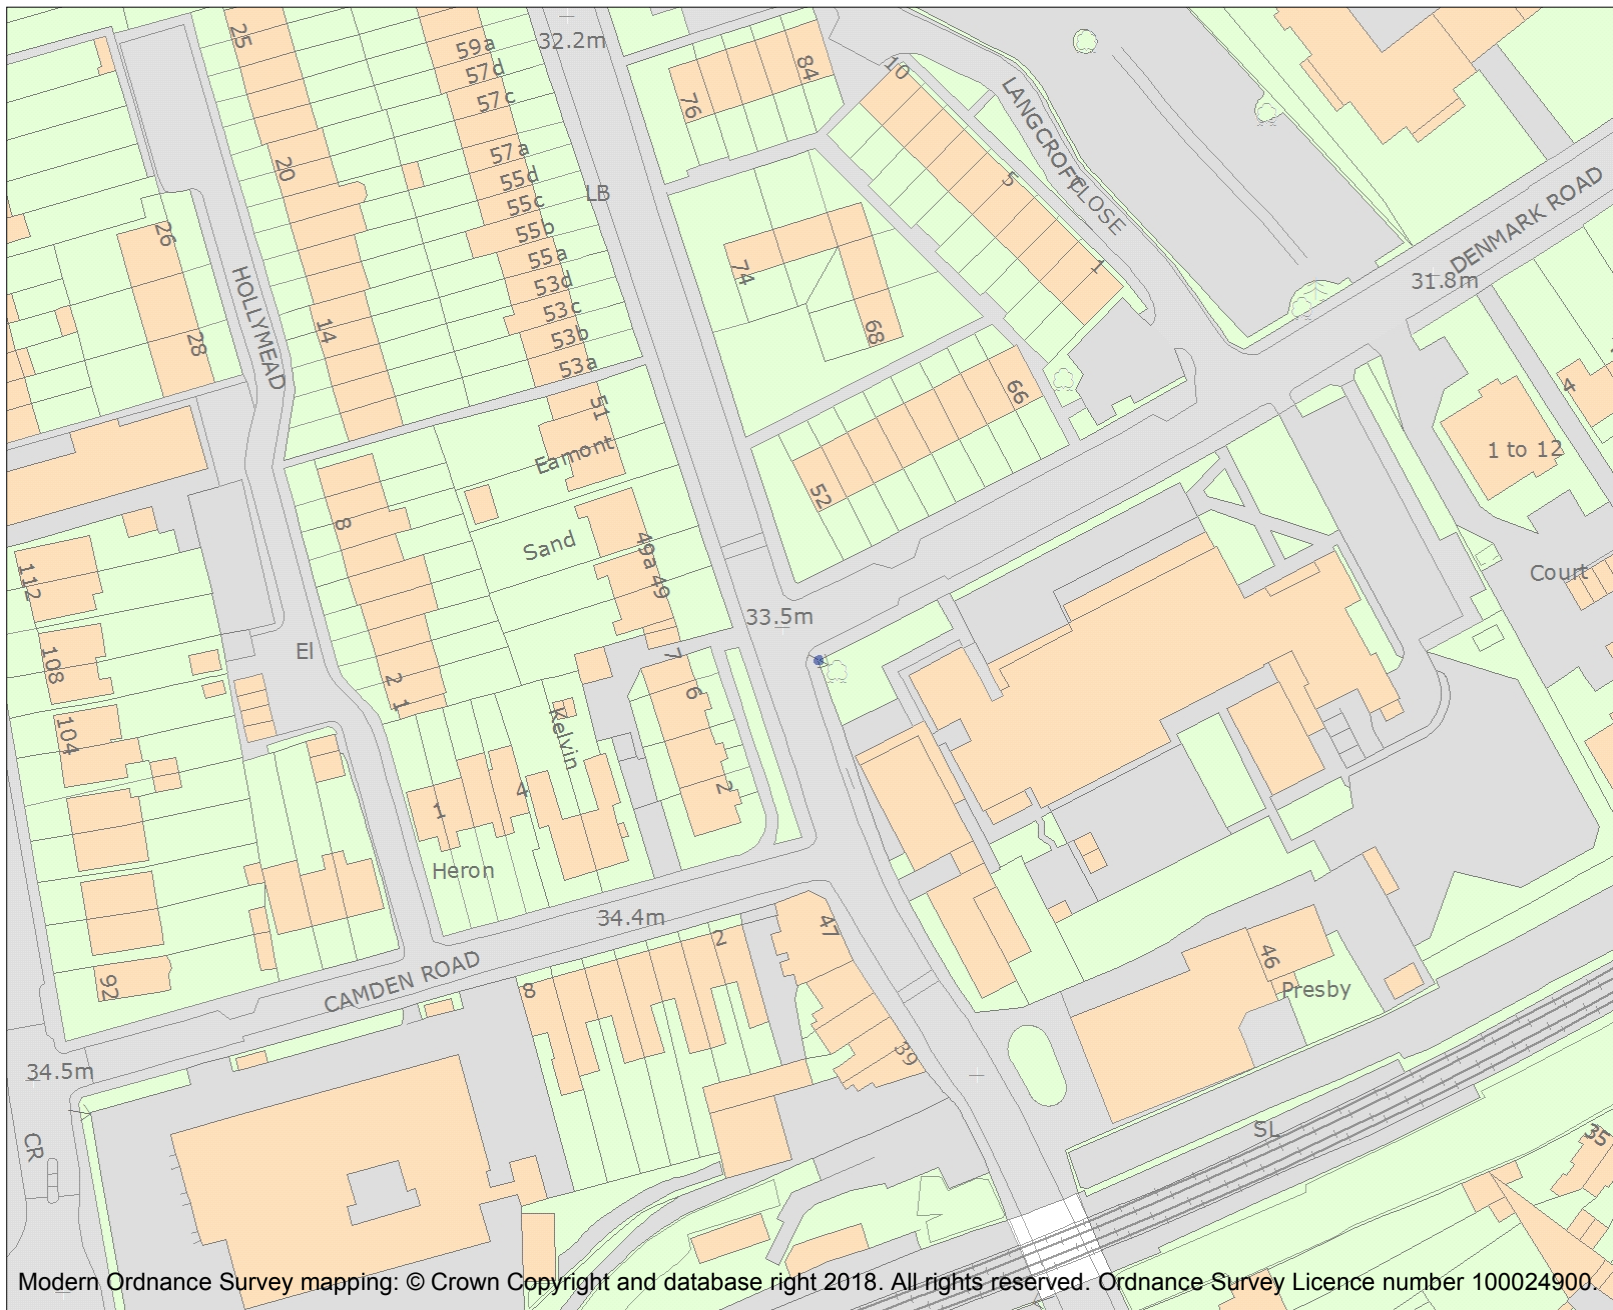 25
59a
32.2m
57d
57c
76
84
10
LANGCROFT CLOSE
57a
20
55d
LB
55c
5
55b
26
55a
74
1
DENMARK ROAD
53d
31.8m
HOLLYMEAD
53c
14
53b
68
28
53a
66
4
51
Eamont
1 to 12
52
8
Sand
49a
49
112
Court
33.5m
El
108
7
6
2
1
104
Kelvin
2
1
4
Heron
34.4m
47
2
46
CAMDEN ROAD
8
92
Presby
39
34.5m
CR
SL
35
Modern Ordnance Survey mapping: © Crown Copyright and database right 2018. All rights reserved. Ordnance Survey Licence number 100024900.